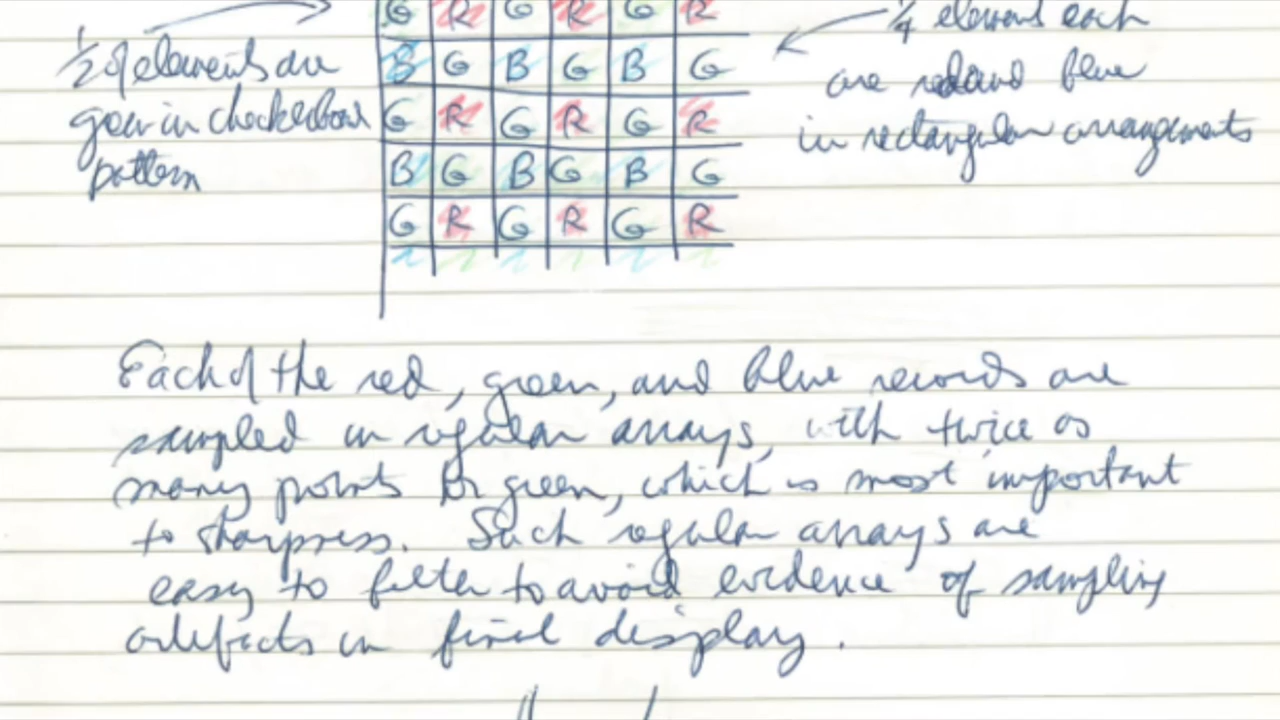 G R G R G R
1/2 of elements are
green in checkerboard
pattern
1/4 element each
are red and blue
in rectangular arrangements
B G B G B G
G R G R G R
B G B G B G
G R G R G R
Each of the red, green, and blue records are
sampled in regular arrays, with twice as
many points for green, which is most important
to sharpness. Such regular arrays are
easy to filter to avoid evidence of sampling
artefacts in final display.